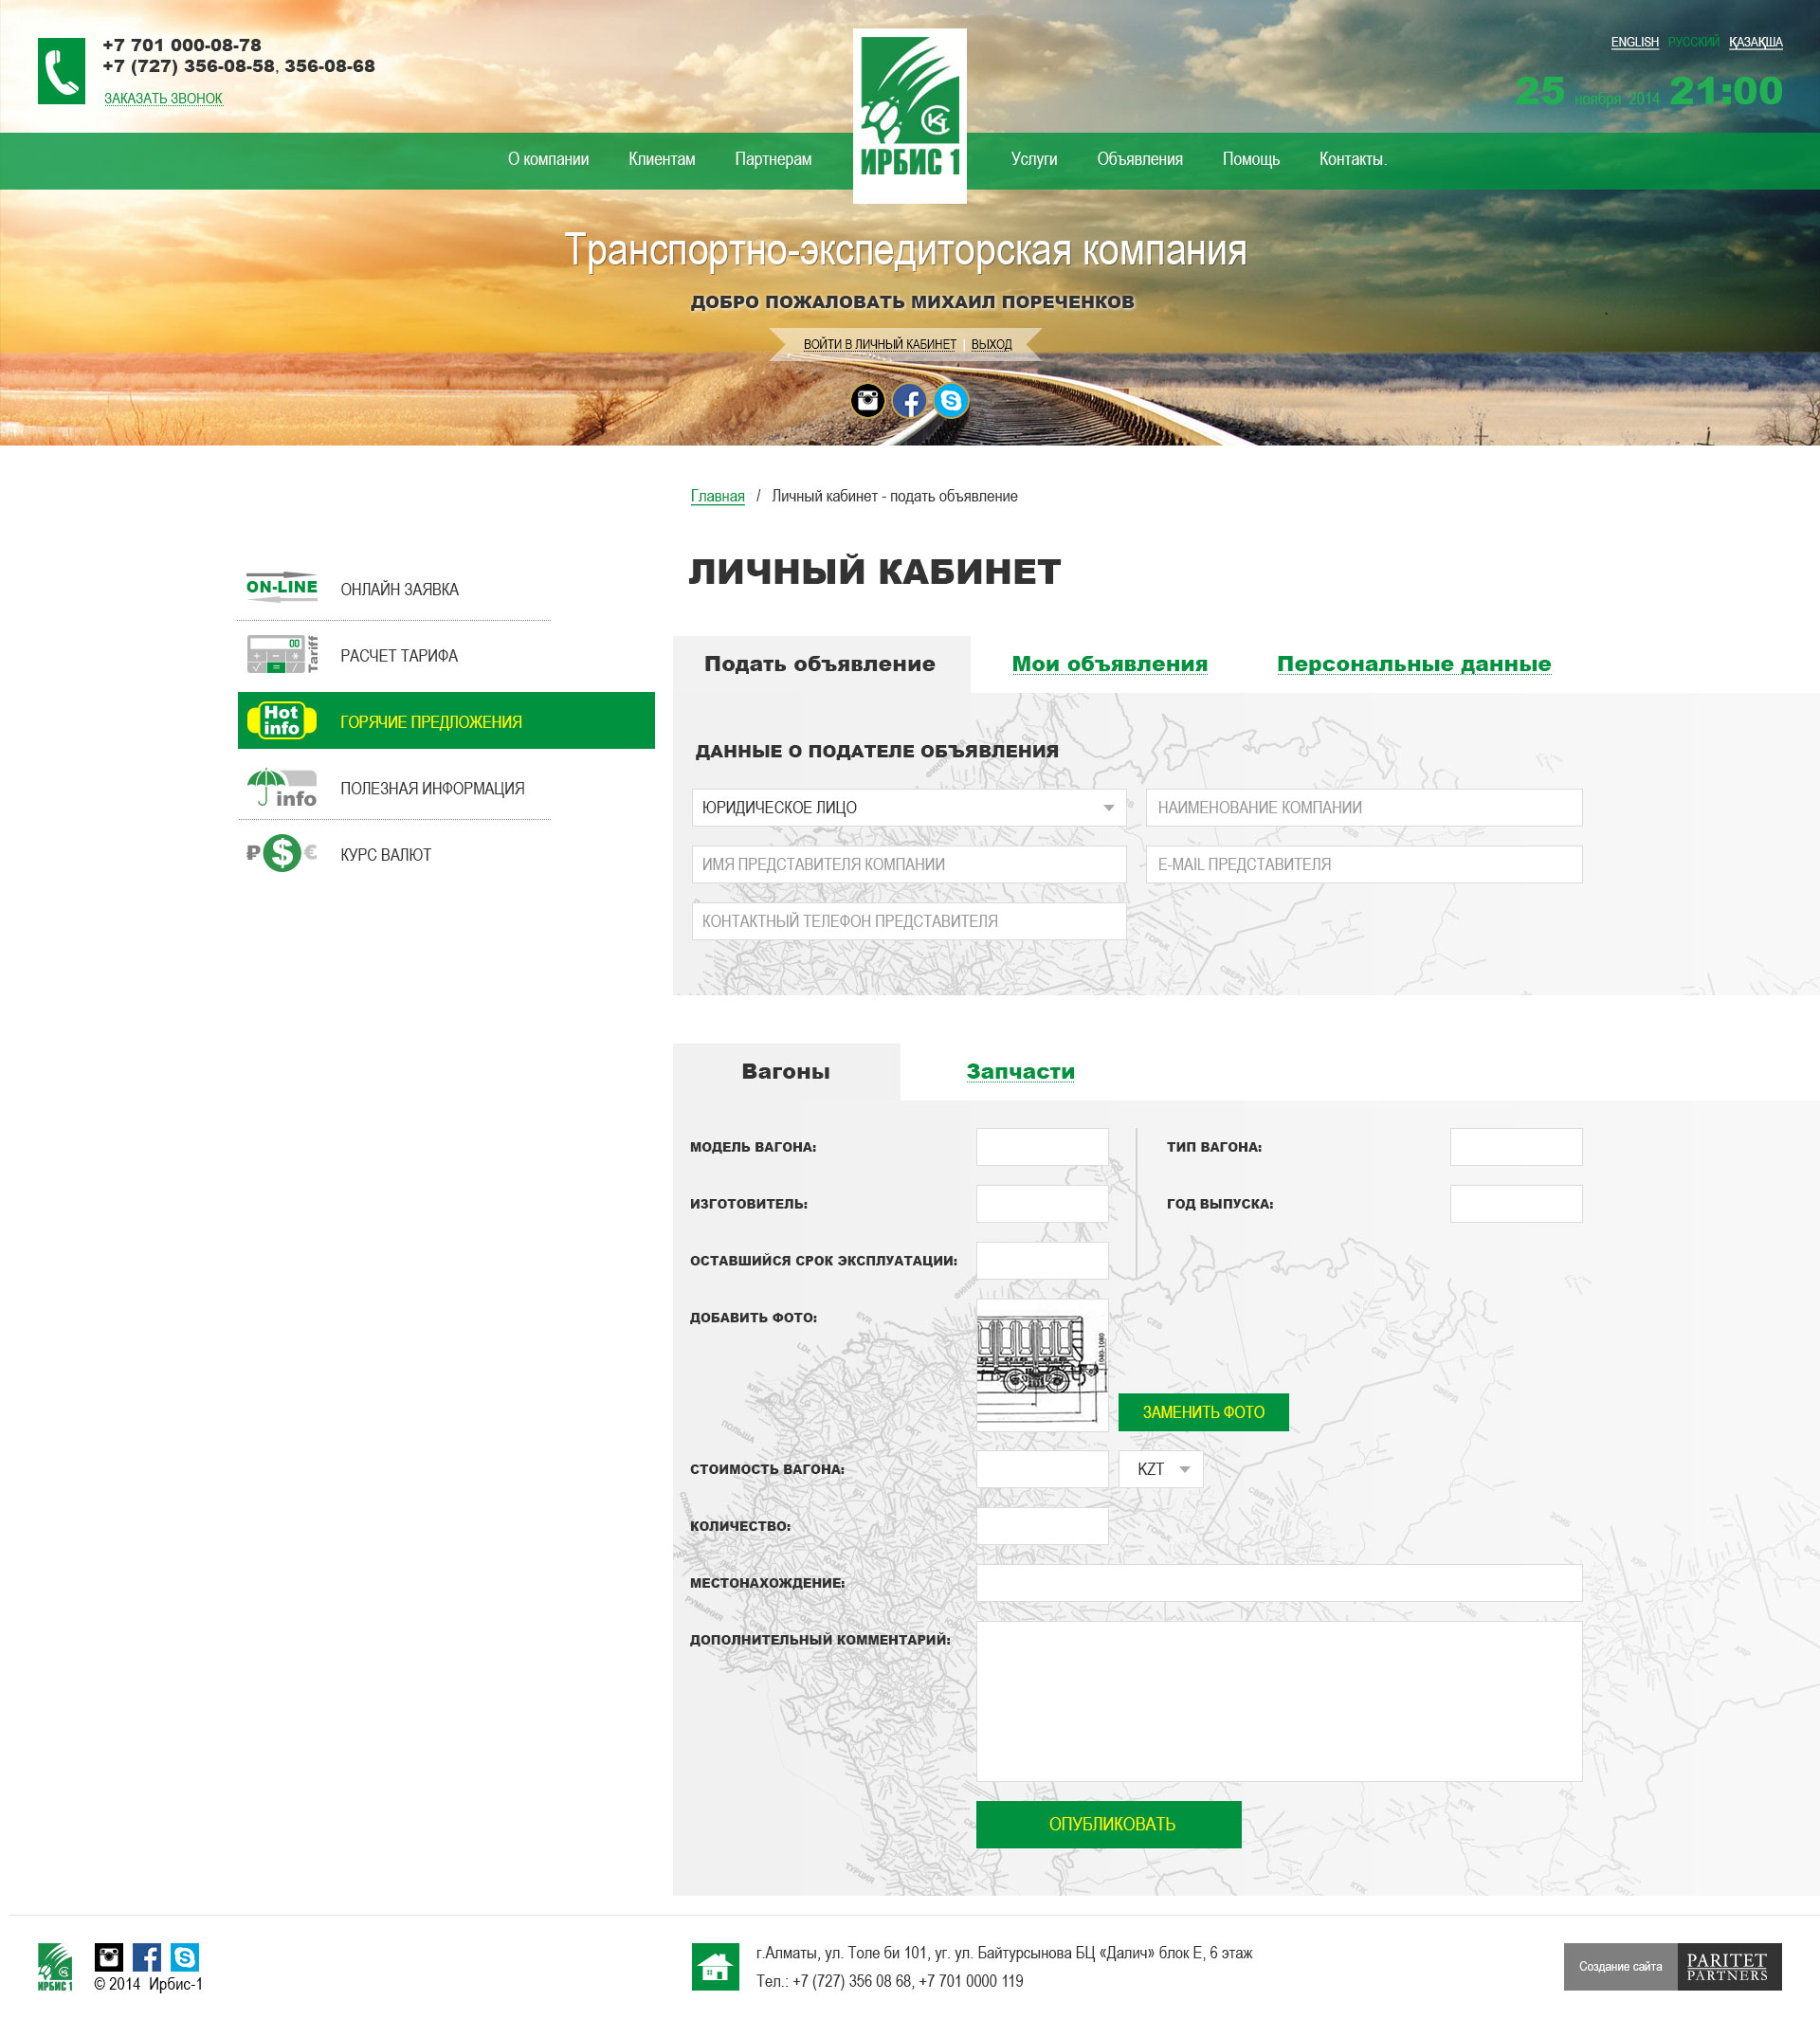 +7 701 000-08-78
+7 (727) 356-08-58, 356-08-68
ЗАКАЗАТЬ ЗВОНОК
ENGLISH РУССКИЙ ҚАЗАҚША
25 ноября 2014 21:00
О компании Клиентам Партнерам
ИРБИС 1
Услуги Объявления Помощь Контакты.
Транспортно-экспедиторская компания
ДОБРО ПОЖАЛОВАТЬ МИХАИЛ ПОРЕЧЕНКОВ
ВОЙТИ В ЛИЧНЫЙ КАБИНЕТ | ВЫХОД
Главная / Личный кабинет - подать объявление
ЛИЧНЫЙ КАБИНЕТ
ON-LINE ОНЛАЙН ЗАЯВКА
Tariff РАСЧЕТ ТАРИФА
Hot info ГОРЯЧИЕ ПРЕДЛОЖЕНИЯ
info ПОЛЕЗНАЯ ИНФОРМАЦИЯ
₽ $ € КУРС ВАЛЮТ
Подать объявление Мои объявления Персональные данные
ДАННЫЕ О ПОДАТЕЛЕ ОБЪЯВЛЕНИЯ
ЮРИДИЧЕСКОЕ ЛИЦО НАИМЕНОВАНИЕ КОМПАНИИ
ИМЯ ПРЕДСТАВИТЕЛЯ КОМПАНИИ E-MAIL ПРЕДСТАВИТЕЛЯ
КОНТАКТНЫЙ ТЕЛЕФОН ПРЕДСТАВИТЕЛЯ
Вагоны Запчасти
МОДЕЛЬ ВАГОНА: ТИП ВАГОНА:
ИЗГОТОВИТЕЛЬ: ГОД ВЫПУСКА:
ОСТАВШИЙСЯ СРОК ЭКСПЛУАТАЦИИ:
ДОБАВИТЬ ФОТО:
1040-1080
ЗАМЕНИТЬ ФОТО
СТОИМОСТЬ ВАГОНА: KZT
КОЛИЧЕСТВО:
МЕСТОНАХОЖДЕНИЕ:
ДОПОЛНИТЕЛЬНЫЙ КОММЕНТАРИЙ:
ОПУБЛИКОВАТЬ
ИРБИС 1
© 2014 Ирбис-1
г.Алматы, ул. Толе би 101, уг. ул. Байтурсынова БЦ «Далич» блок Е, 6 этаж
Тел.: +7 (727) 356 08 68, +7 701 0000 119
Создание сайта
PARITET
PARTNERS